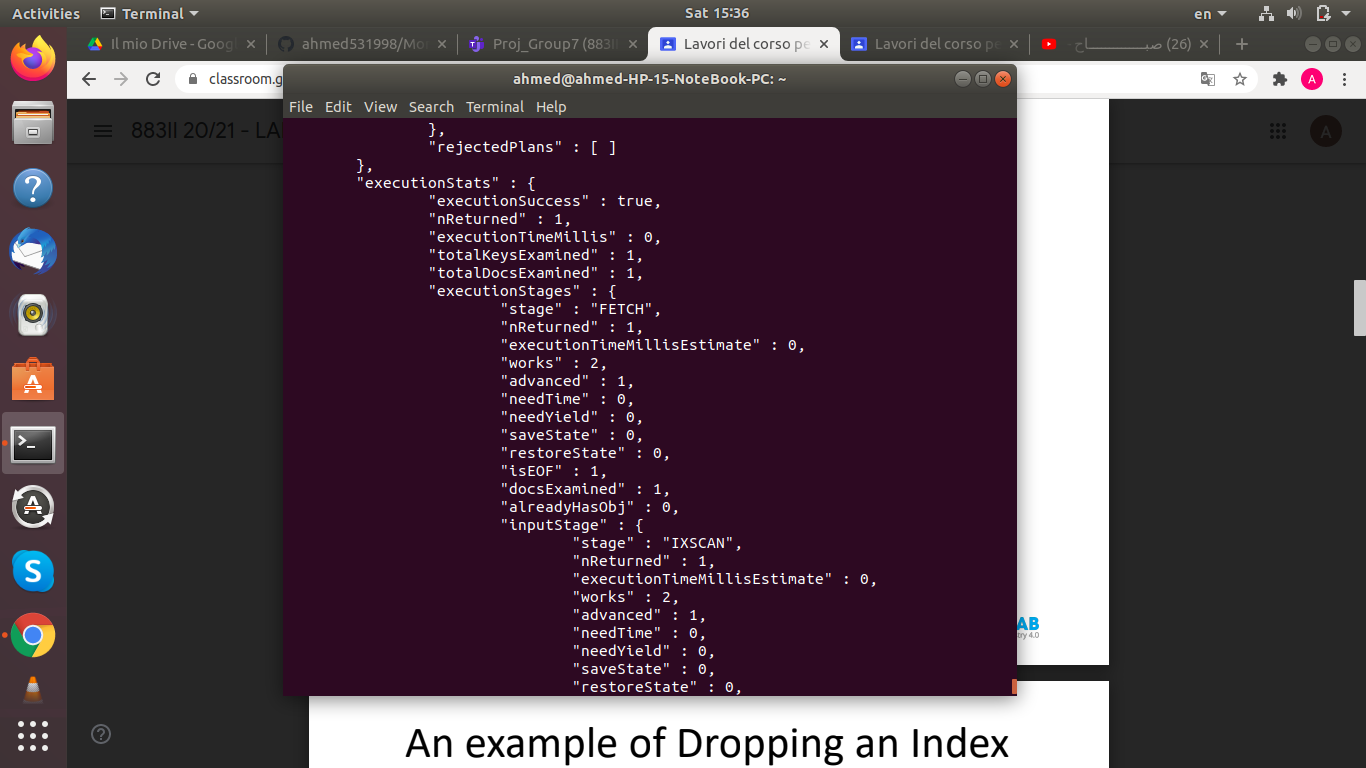 Activities Terminal Sat 15:36 en
Il mio Drive - Goog ahmed531998/Mo Proj_Group7 (883I Lavori del corso pe Lavori del corso pe (26) صبـ
classroom.g A
ahmed@ahmed-HP-15-NoteBook-PC: ~
File Edit View Search Terminal Help
883II 20/21 - LA A
},
"rejectedPlans" : [ ]
},
"executionStats" : {
"executionSuccess" : true,
"nReturned" : 1,
"executionTimeMillis" : 0,
"totalKeysExamined" : 1,
"totalDocsExamined" : 1,
"executionStages" : {
"stage" : "FETCH",
"nReturned" : 1,
"executionTimeMillisEstimate" : 0,
"works" : 2,
"advanced" : 1,
"needTime" : 0,
"needYield" : 0,
"saveState" : 0,
"restoreState" : 0,
"isEOF" : 1,
"docsExamined" : 1,
"alreadyHasObj" : 0,
"inputStage" : {
"stage" : "IXSCAN",
"nReturned" : 1,
"executionTimeMillisEstimate" : 0,
"works" : 2,
"advanced" : 1,
"needTime" : 0,
"needYield" : 0,
"saveState" : 0,
"restoreState" : 0,
AB
try 4.0
An example of Dropping an Index